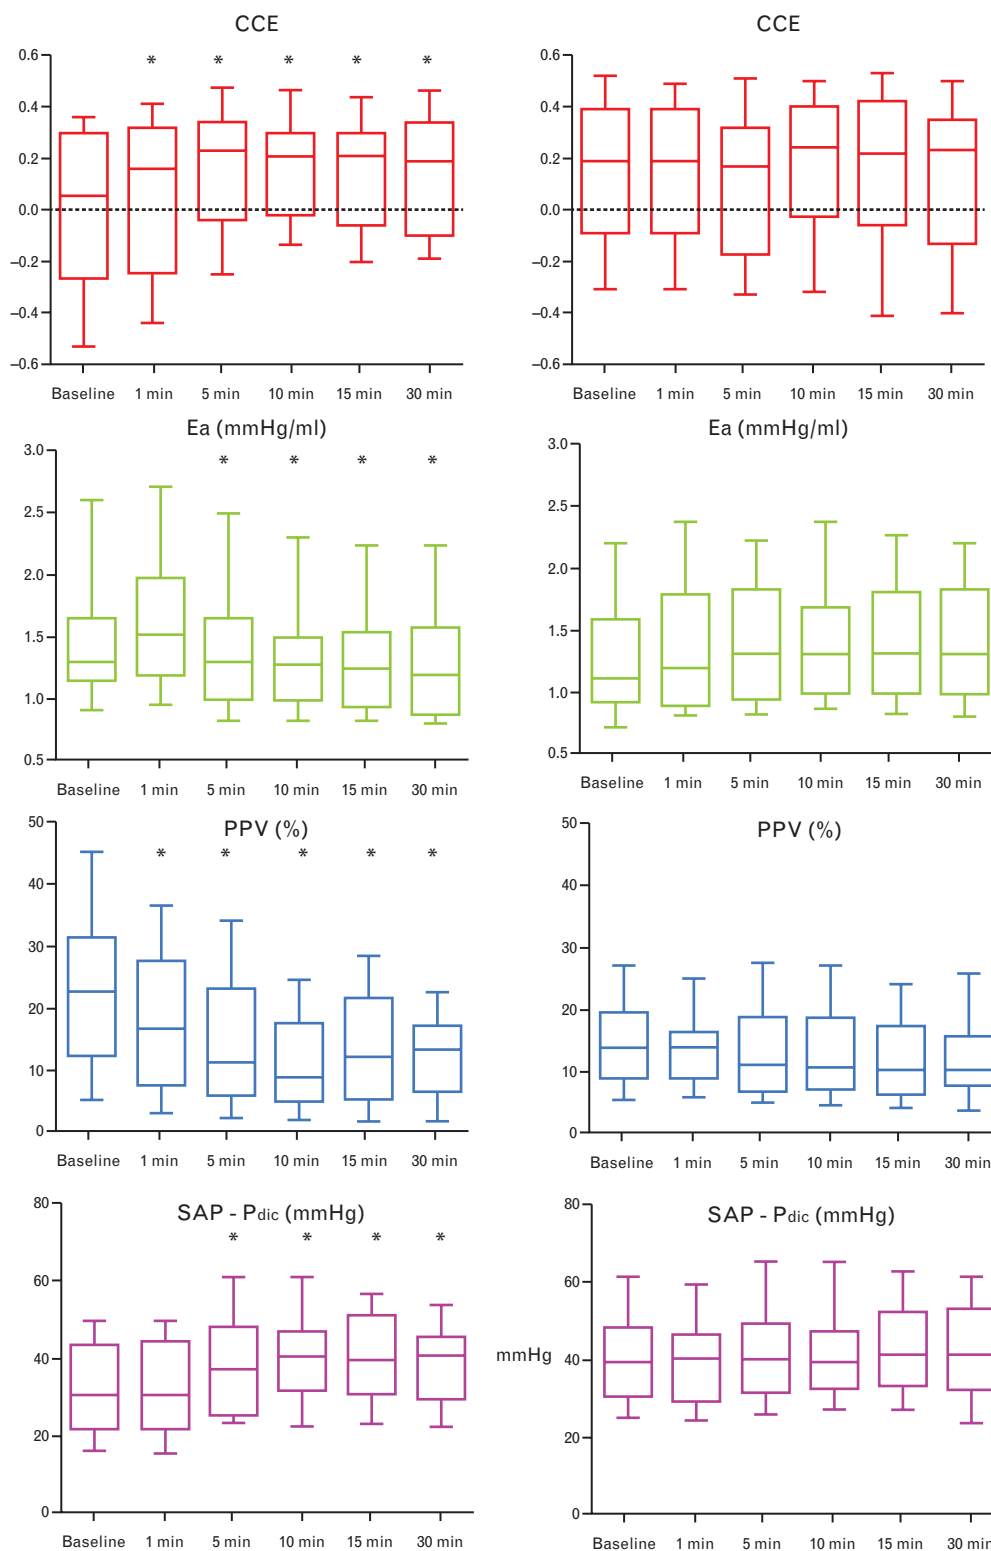 CCE
0.6
* * * * *
0.4
0.2
0.0
–0.2
–0.4
–0.6
Baseline 1 min 5 min 10 min 15 min 30 min
CCE
0.6
0.4
0.2
0.0
–0.2
–0.4
–0.6
Baseline 1 min 5 min 10 min 15 min 30 min
Ea (mmHg/ml)
3.0
* * * *
2.5
2.0
1.5
1.0
0.5
Baseline 1 min 5 min 10 min 15 min 30 min
Ea (mmHg/ml)
3.0
2.5
2.0
1.5
1.0
0.5
Baseline 1 min 5 min 10 min 15 min 30 min
PPV (%)
50
* * * * *
40
30
20
10
0
Baseline 1 min 5 min 10 min 15 min 30 min
PPV (%)
50
40
30
20
10
0
Baseline 1 min 5 min 10 min 15 min 30 min
SAP - Pdic (mmHg)
80
* * * *
60
40
20
0
Baseline 1 min 5 min 10 min 15 min 30 min
SAP - Pdic (mmHg)
80
60
mmHg
40
20
0
Baseline 1 min 5 min 10 min 15 min 30 min